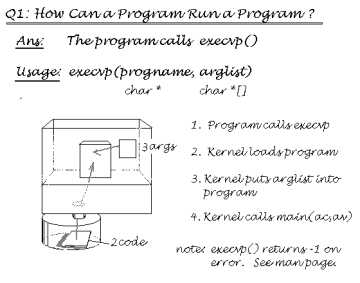 Q1: How Can a Program Run a Program?
Ans: The program calls execvp()
Usage: execvp(progname, arglist)
char * char *[]
3 args
2 code
1. Program calls execvp
2. Kernel loads program
3. Kernel puts arglist into
program
4. Kernel calls main(ac,av)
note: execvp() returns -1 on
error. See man page.